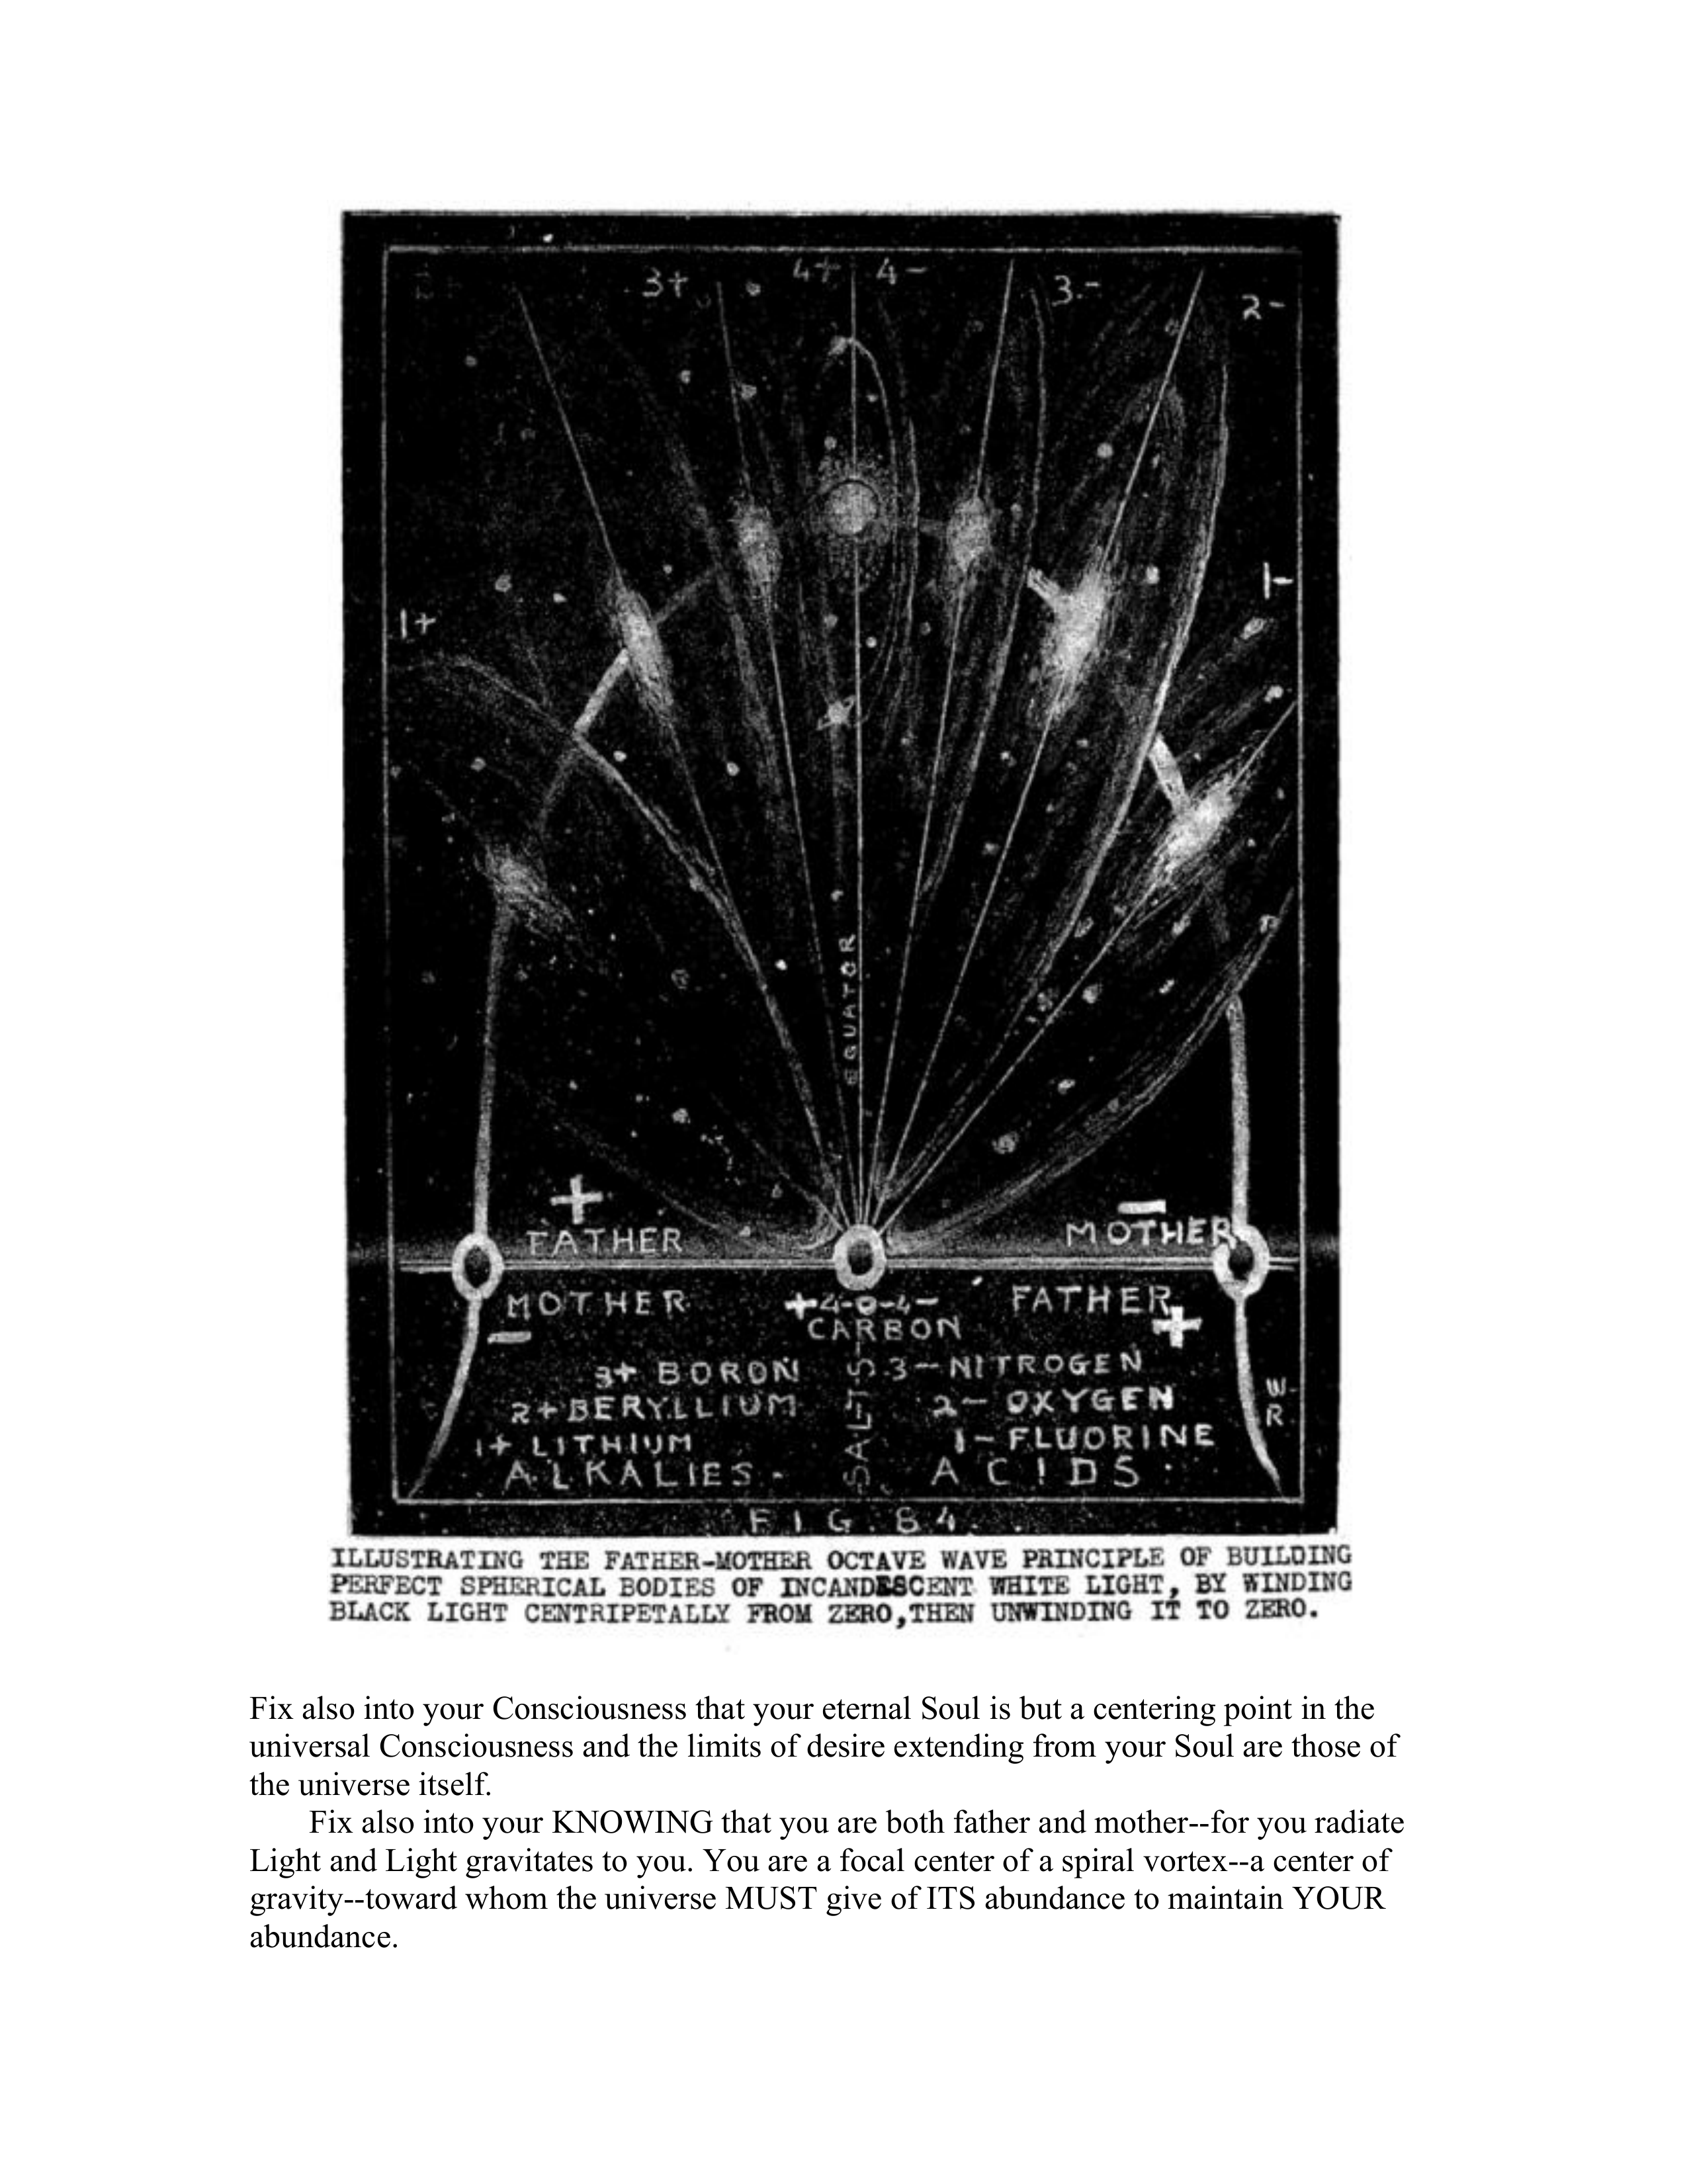 3+ 4+ 4- 3.-
2-
1-
1+
EQUATOR
+ -
FATHER MOTHER
MOTHER FATHER
- +
+4-0-4-
CARBON
3+ BORON 3- NITROGEN
2+ BERYLLIUM 2- OXYGEN
1+ LITHIUM 1- FLUORINE
ALKALIES - ACIDS
SALTS
W-
R
FIG. 84.
ILLUSTRATING THE FATHER-MOTHER OCTAVE WAVE PRINCIPLE OF BUILDING
PERFECT SPHERICAL BODIES OF INCANDESCENT WHITE LIGHT, BY WINDING
BLACK LIGHT CENTRIPETALLY FROM ZERO,THEN UNWINDING IT TO ZERO.
Fix also into your Consciousness that your eternal Soul is but a centering point in the
universal Consciousness and the limits of desire extending from your Soul are those of
the universe itself.
Fix also into your KNOWING that you are both father and mother--for you radiate
Light and Light gravitates to you. You are a focal center of a spiral vortex--a center of
gravity--toward whom the universe MUST give of ITS abundance to maintain YOUR
abundance.